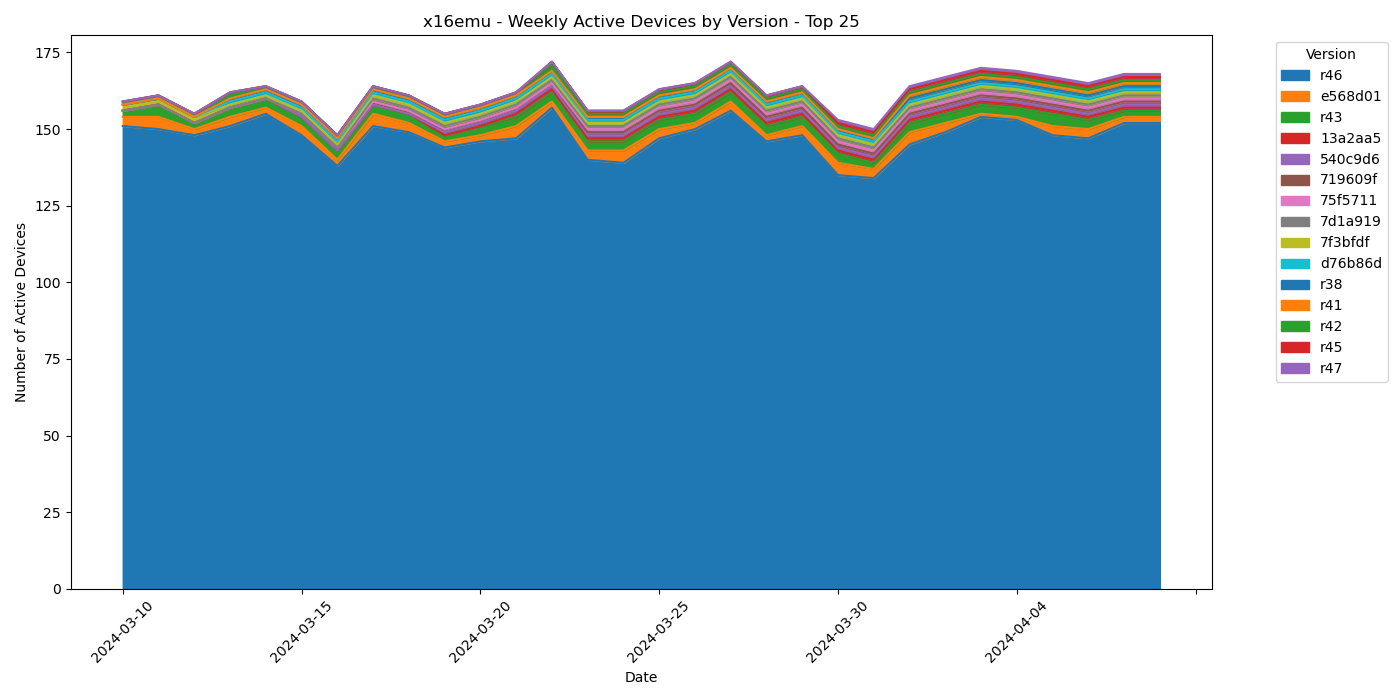 x16emu - Weekly Active Devices by Version - Top 25
175
150
125
100
75
50
25
0
Number of Active Devices
2024-03-10
2024-03-15
2024-03-20
2024-03-25
2024-03-30
2024-04-04
Date
Version
r46
e568d01
r43
13a2aa5
540c9d6
719609f
75f5711
7d1a919
7f3bfdf
d76b86d
r38
r41
r42
r45
r47